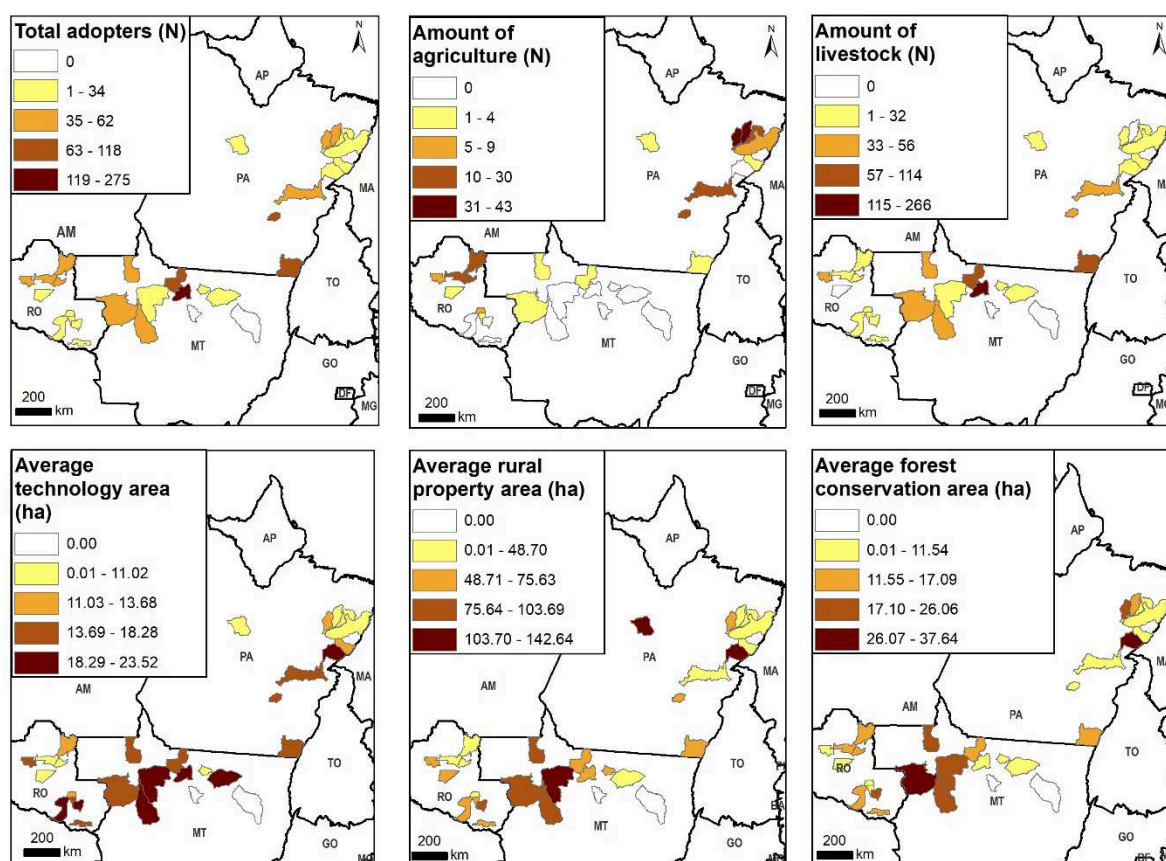 Total adopters (N)
0
1 - 34
35 - 62
63 - 118
119 - 275
N
AP
PA
MA
AM
TO
RO
MT
GO
DF
MG
200
km
Amount of
agriculture (N)
0
1 - 4
5 - 9
10 - 30
31 - 43
N
AP
PA
MA
AM
TO
RO
MT
GO
DF
MG
200
km
Amount of
livestock (N)
0
1 - 32
33 - 56
57 - 114
115 - 266
N
AP
PA
AM
TO
RO
MT
GO
MG
200
km
Average
technology area
(ha)
0.00
0.01 - 11.02
11.03 - 13.68
13.69 - 18.28
18.29 - 23.52
AP
PA
MA
AM
TO
RO
MT
GO
200
km
Average rural
property area (ha)
0.00
0.01 - 48.70
48.71 - 75.63
75.64 - 103.69
103.70 - 142.64
AP
PA
MA
AM
TO
RO
MT
GO
200
km
Average forest
conservation area (ha)
0.00
0.01 - 11.54
11.55 - 17.09
17.10 - 26.06
26.07 - 37.64
AP
AM
PA
TO
RO
MT
GO
200
km